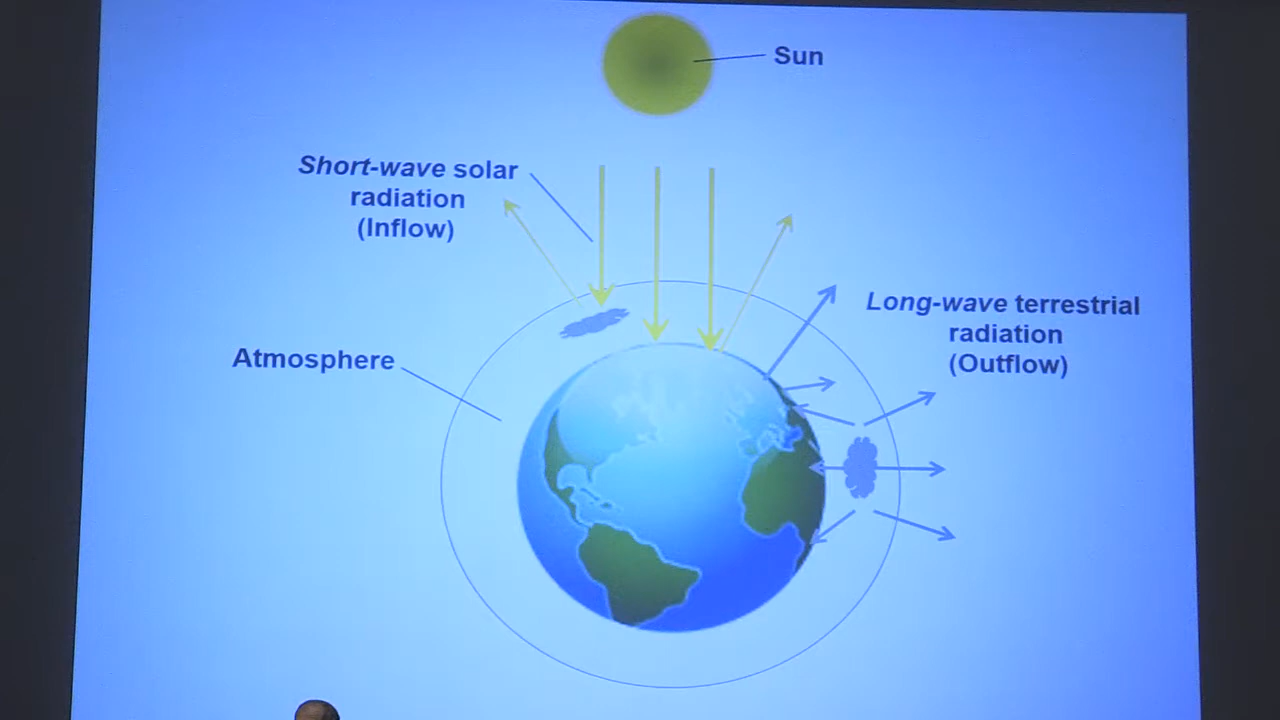 Sun
Short-wave solar
radiation
(Inflow)
Long-wave terrestrial
radiation
(Outflow)
Atmosphere